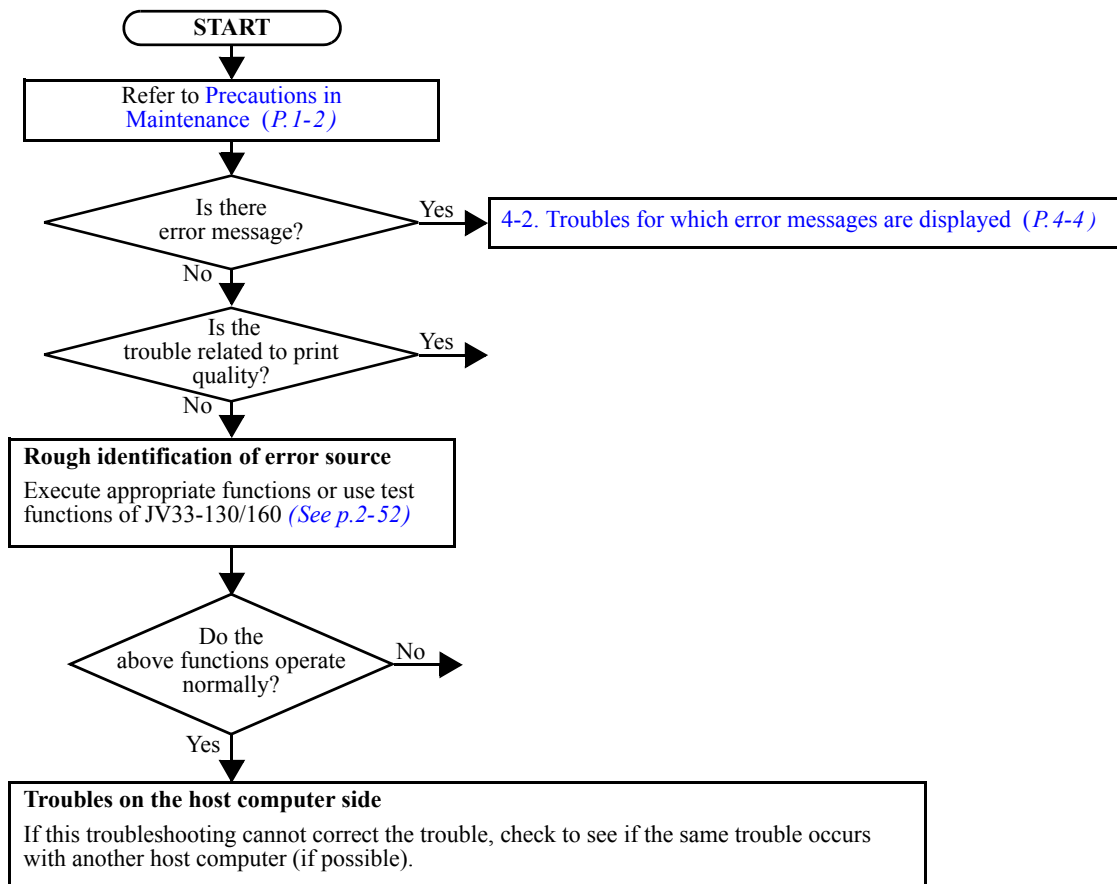 START
Refer to Precautions in
Maintenance (P.1-2)
Is there
error message?
Yes
4-2. Troubles for which error messages are displayed (P.4-4)
No
Is the
trouble related to print
quality?
Yes
No
Rough identification of error source
Execute appropriate functions or use test
functions of JV33-130/160 (See p.2-52)
Do the
above functions operate
normally?
No
Yes
Troubles on the host computer side
If this troubleshooting cannot correct the trouble, check to see if the same trouble occurs
with another host computer (if possible).